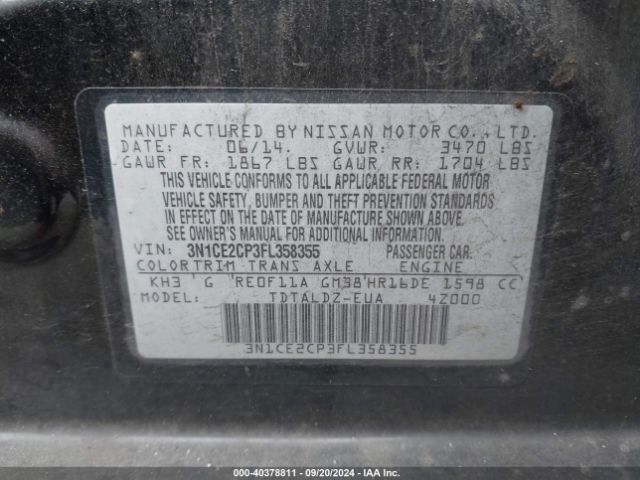 MANUFACTURED BY NISSAN MOTOR CO., LTD.
DATE: 06/14. GVWR: 3470 LBS
GAWR FR: 1867 LBS GAWR, RR: 1704 LBS
THIS VEHICLE CONFORMS TO ALL APPLICABLE FEDERAL MOTOR
VEHICLE SAFETY, BUMPER AND THEFT PREVENTION STANDARDS
IN EFFECT ON THE DATE OF MANUFACTURE SHOWN ABOVE.
SEE OWNER'S MANUAL FOR ADDITIONAL INFORMATION.
VIN: 3N1CE2CP3FL358355 PASSENGER CAR.
COLOR TRIM TRANS AXLE ENGINE
KH3 G RE0F11A GM38 HR16DE 1598 CC
MODEL: TDTALDZ-EUA 4Z000
3N1CE2CP3FL358355
000-40378811 - 09/20/2024 - IAA Inc.